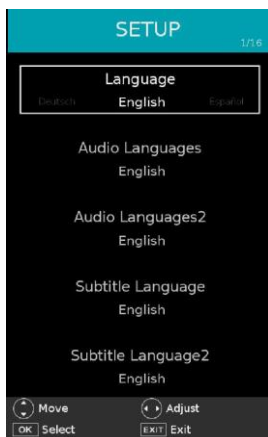 SETUP
1/16
Language
Deutsch English Español
Audio Languages
English
Audio Languages2
English
Subtitle Language
English
Subtitle Language2
English
Move Adjust
OK Select EXIT Exit